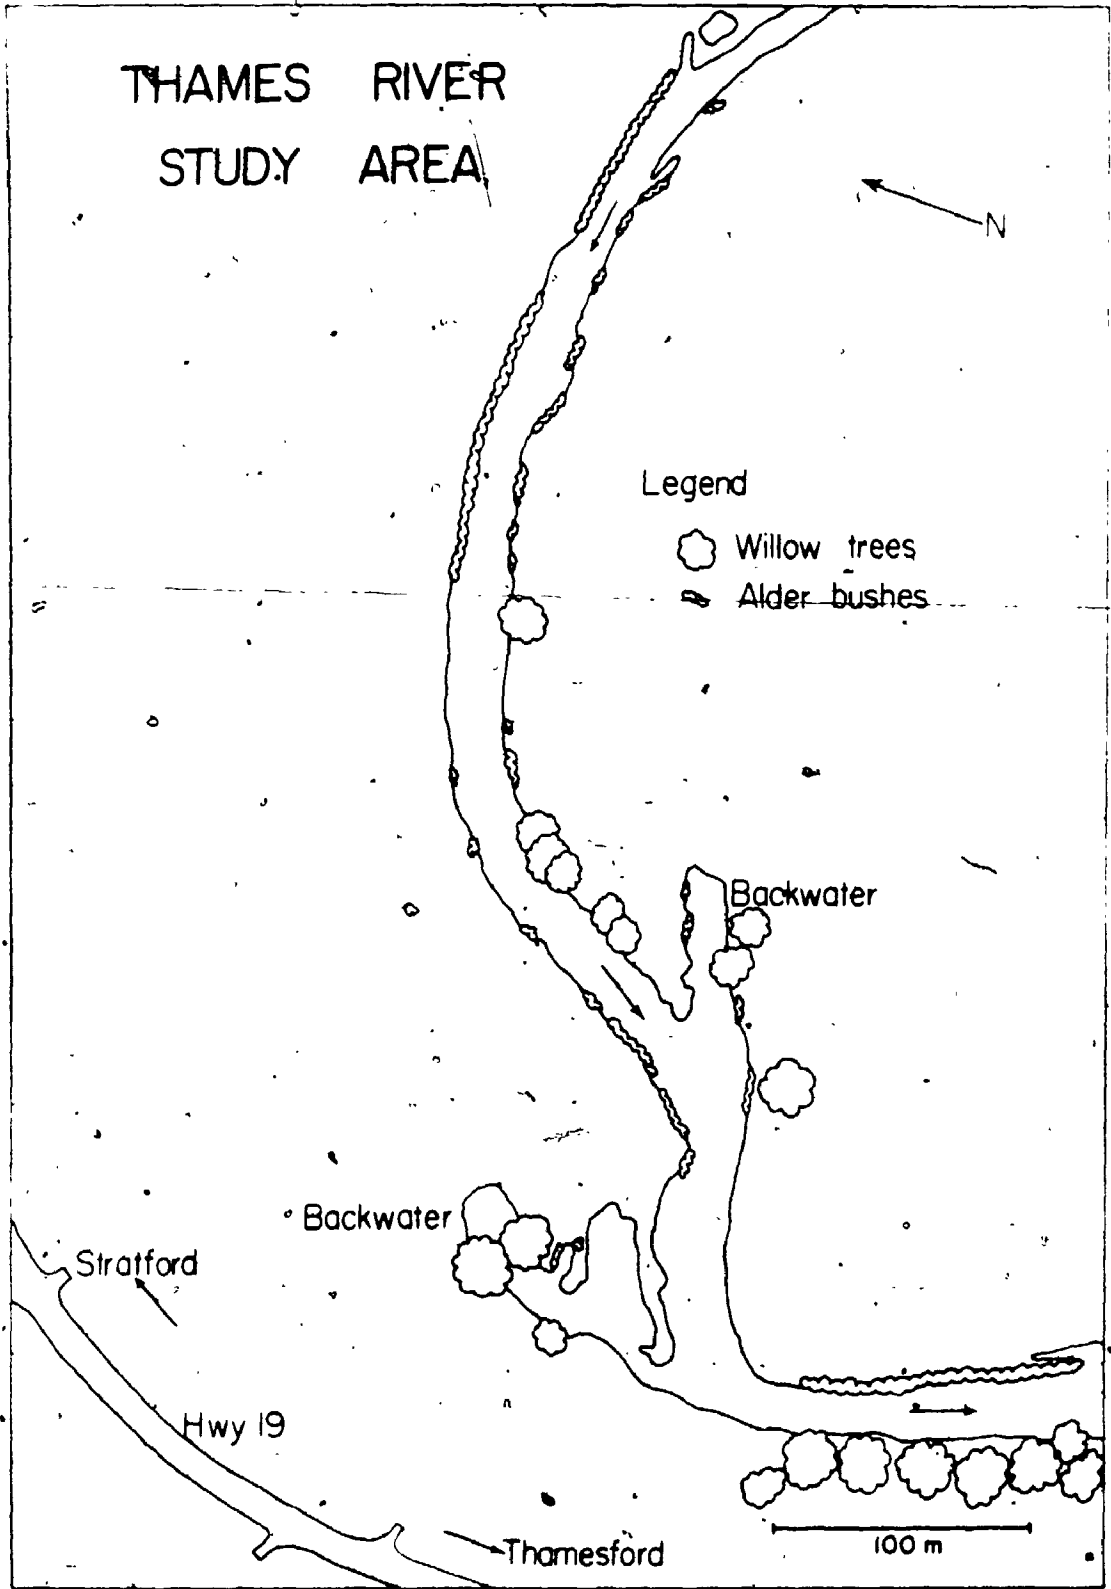 THAMES RIVER
STUDY AREA
N
Legend
Willow trees
Alder bushes
Backwater
Backwater
Stratford
Hwy 19
100 m
Thamesford